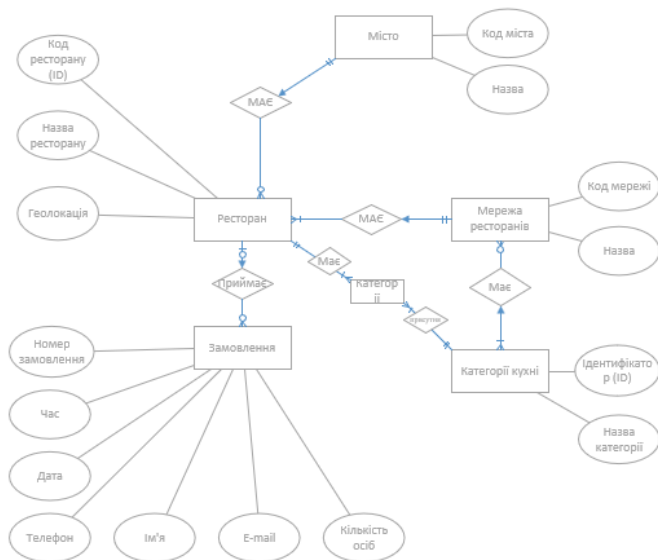 Місто
Код міста
Назва
Код
ресторану
(ID)
МАЄ
Назва
ресторану
Геолокація
Ресторан
МАЄ
Мережа
ресторанів
Код мережі
Назва
Має
Категор
ії
Приймає
Має
Номер
замовлення
Замовлення
Категорії кухні
Ідентифікато
р (ID)
Час
Назва
категорії
Дата
Телефон
Ім'я
E-mail
Кількість
осіб